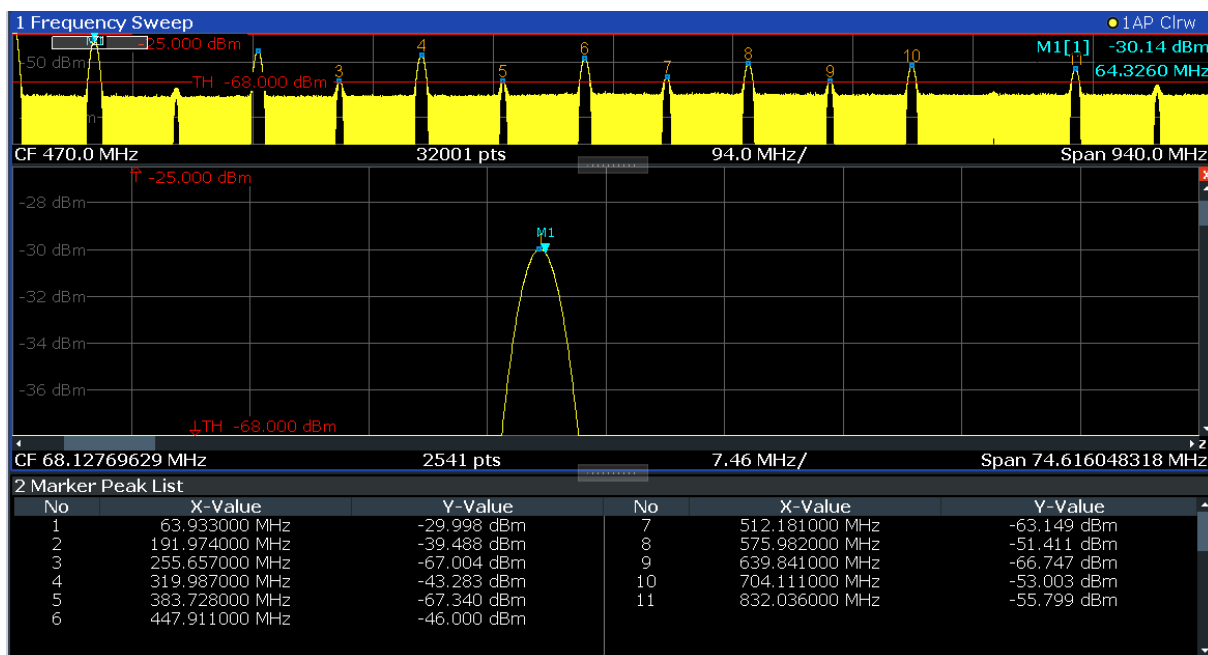 1 Frequency Sweep 1AP Clrw
-25.000 dBm 4 6 8 10 M1[1] -30.14 dBm
-50 dBm 3 5 7 9 11 64.3260 MHz
TH -68.000 dBm
CF 470.0 MHz 32001 pts 94.0 MHz/ Span 940.0 MHz
-25.000 dBm
-28 dBm
M1
-30 dBm
-32 dBm
-34 dBm
-36 dBm
TH -68.000 dBm
CF 68.12769629 MHz 2541 pts 7.46 MHz/ Span 74.616048318 MHz
2 Marker Peak List
No X-Value Y-Value No X-Value Y-Value
1 63.933000 MHz -29.998 dBm 7 512.181000 MHz -63.149 dBm
2 191.974000 MHz -39.488 dBm 8 575.982000 MHz -51.411 dBm
3 255.657000 MHz -67.004 dBm 9 639.841000 MHz -66.747 dBm
4 319.987000 MHz -43.283 dBm 10 704.111000 MHz -53.003 dBm
5 383.728000 MHz -67.340 dBm 11 832.036000 MHz -55.799 dBm
6 447.911000 MHz -46.000 dBm